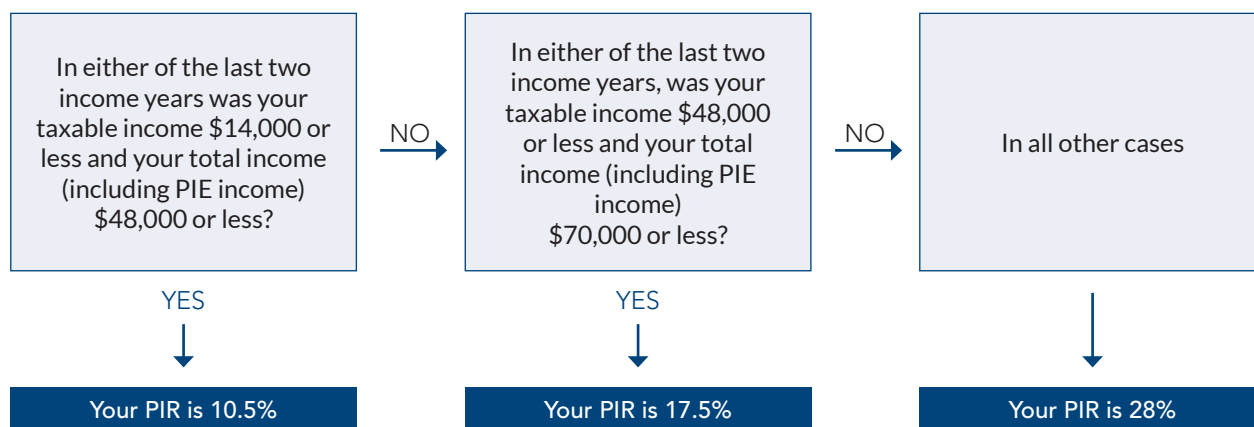 In either of the last two
income years was your
taxable income $14,000 or
less and your total income
(including PIE income)
$48,000 or less?
NO
In either of the last two
income years, was your
taxable income $48,000
or less and your total
income (including PIE
income)
$70,000 or less?
NO
In all other cases
YES
YES
Your PIR is 10.5%
Your PIR is 17.5%
Your PIR is 28%